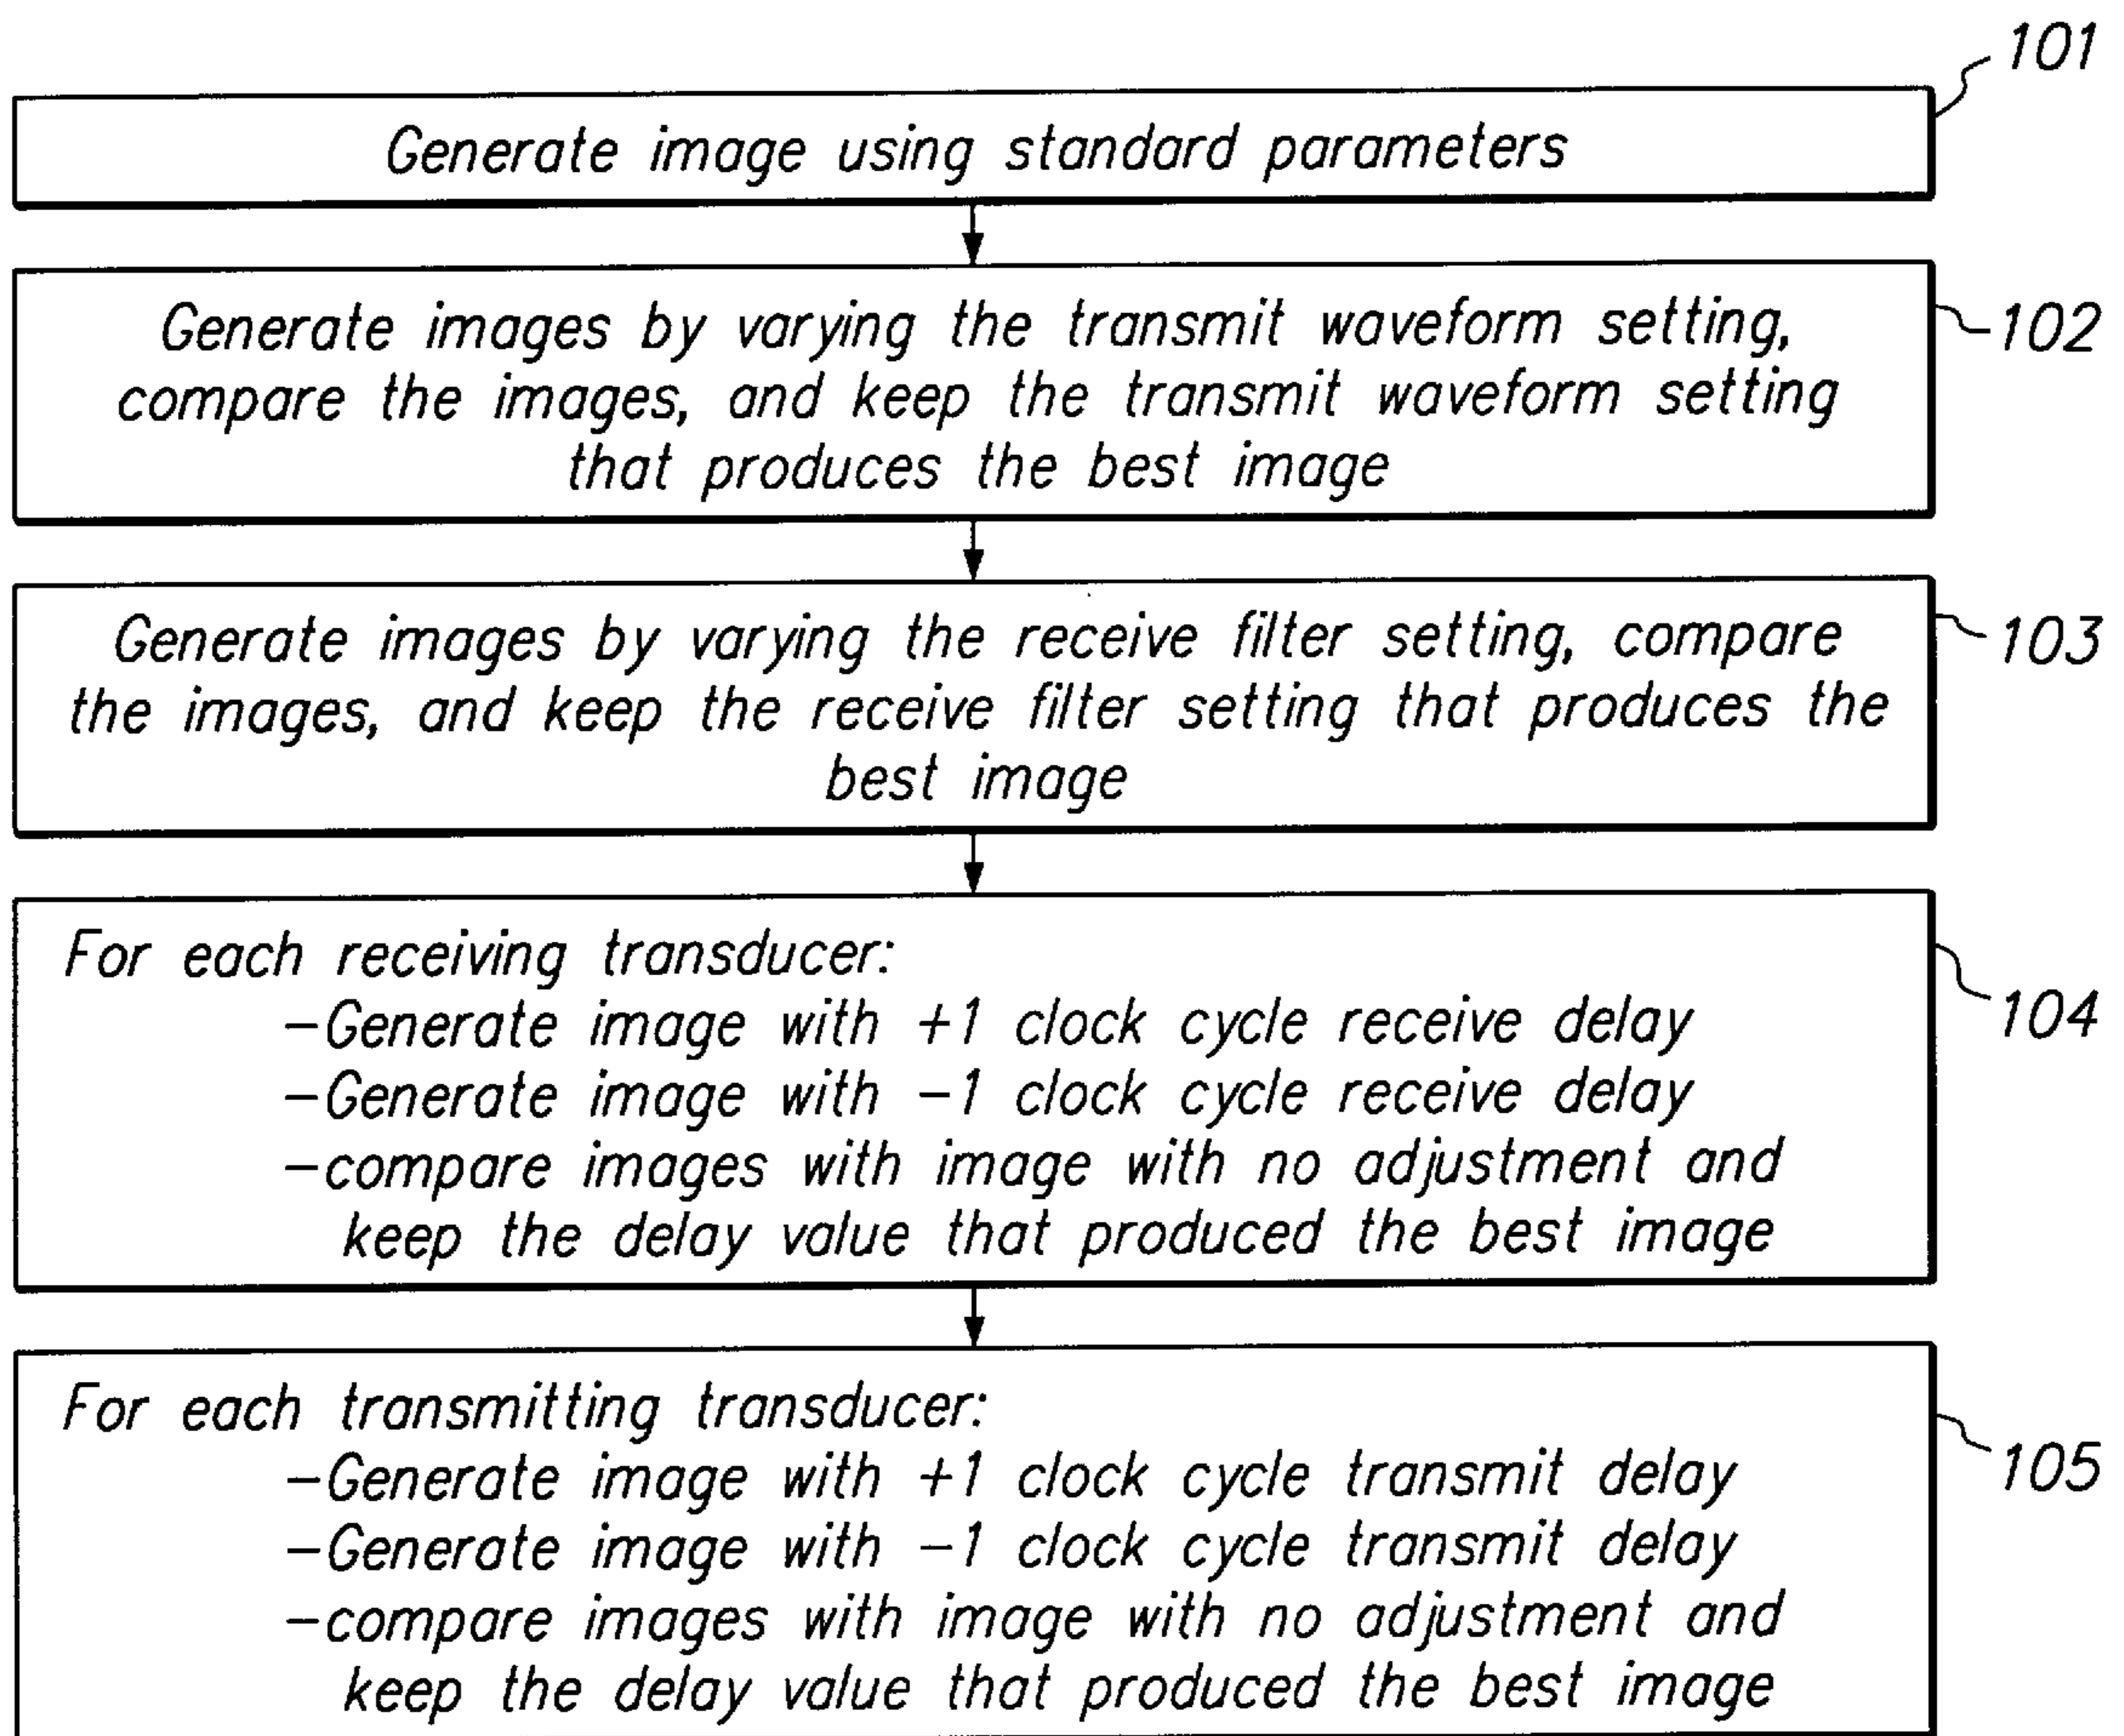 101
Generate image using standard parameters
Generate images by varying the transmit waveform setting,
compare the images, and keep the transmit waveform setting
that produces the best image
102
Generate images by varying the receive filter setting, compare
the images, and keep the receive filter setting that produces the
best image
103
For each receiving transducer:
-Generate image with +1 clock cycle receive delay
-Generate image with -1 clock cycle receive delay
-compare images with image with no adjustment and
keep the delay value that produced the best image
104
For each transmitting transducer:
-Generate image with +1 clock cycle transmit delay
-Generate image with -1 clock cycle transmit delay
-compare images with image with no adjustment and
keep the delay value that produced the best image
105